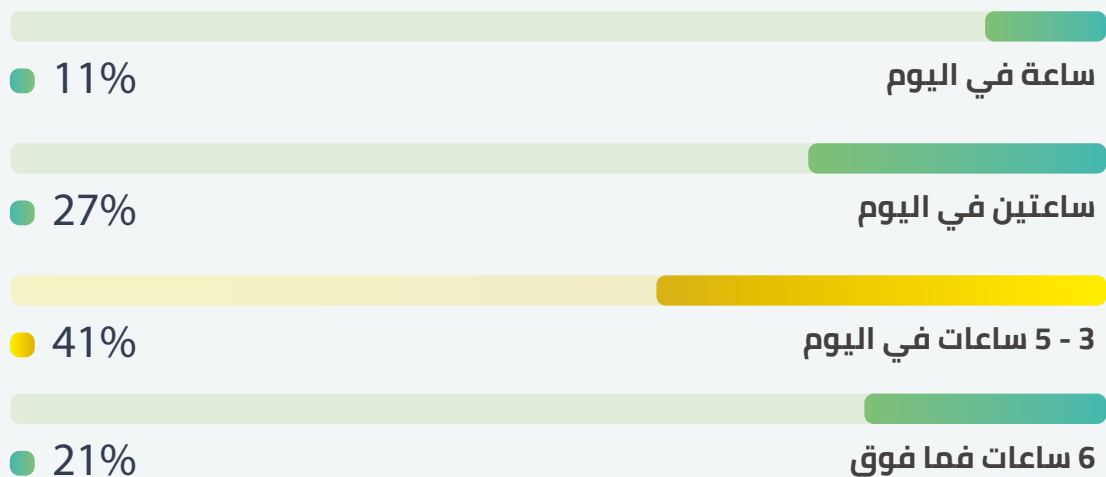 ساعة في اليوم
11%
ساعتين في اليوم
27%
3 - 5 ساعات في اليوم
41%
6 ساعات فما فوق
21%